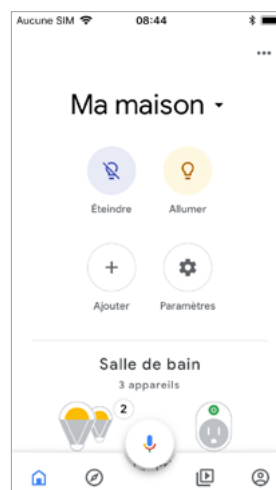 Aucune SIM 08:44
Ma maison
Éteindre Allumer
Ajouter Paramètres
Salle de bain
3 appareils
2